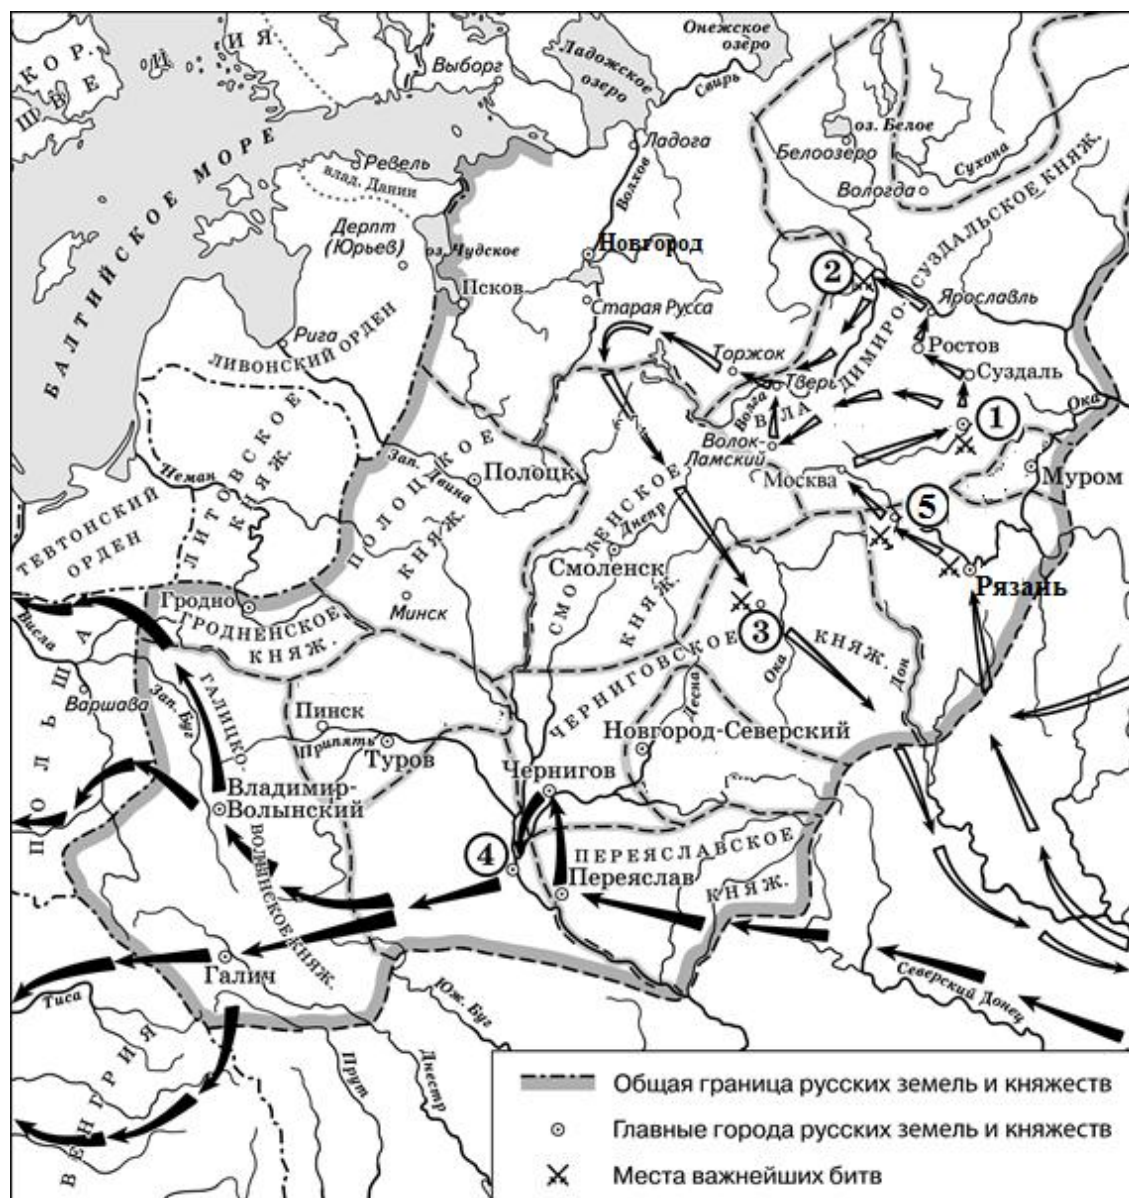 Онежское
озеро
Ладожское
озеро
Свирь
ШВЕ
КОР.
ЦИЯ
Выборг
оз. Белое
Белоозеро
Сухона
Вологда
Ладога
Волхов
Ревель
влад. Дании
БАЛТИЙСКОЕ МОРЕ
Дерпт
(Юрьев)
оз. Чудское
Новгород
Псков
Старая Русса
2
Ярославль
Ростов
Суздаль
ВЛАДИМИРО-СУЗДАЛЬСКОЕ КНЯЖ.
Рига
ЛИВОНСКИЙ ОРДЕН
Торжок
Тверь
Волга
1
Ока
Волок-
Ламский
Москва
Муром
5
Рязань
Неман
ЛИТОВСКОЕ
КНЯЖ.
Зап. Двина
Полоцк
ПОЛОЦКОЕ
КНЯЖ.
ТЕВТОНСКИЙ
ОРДЕН
СМОЛЕНСКОЕ
КНЯЖ.
Днепр
Смоленск
Минск
Гродно
ГРОДНЕНСКОЕ
КНЯЖ.
3
Висла
Варшава
Зап. Буг
ПОЛЬША
ГАЛИЦКО-
ВОЛЫНСКОЕ КНЯЖ.
Пинск
Припять
Туров
ЧЕРНИГОВСКОЕ
КНЯЖ.
Десна
Ока
Дон
Новгород-Северский
Чернигов
Владимир-
Волынский
4
ПЕРЕЯСЛАВСКОЕ
КНЯЖ.
Переяслав
Галич
Тиса
Юж. Буг
Северский Донец
ВЕНГРИЯ
Прут
Днестр
Общая граница русских земель и княжеств
Главные города русских земель и княжеств
Места важнейших битв